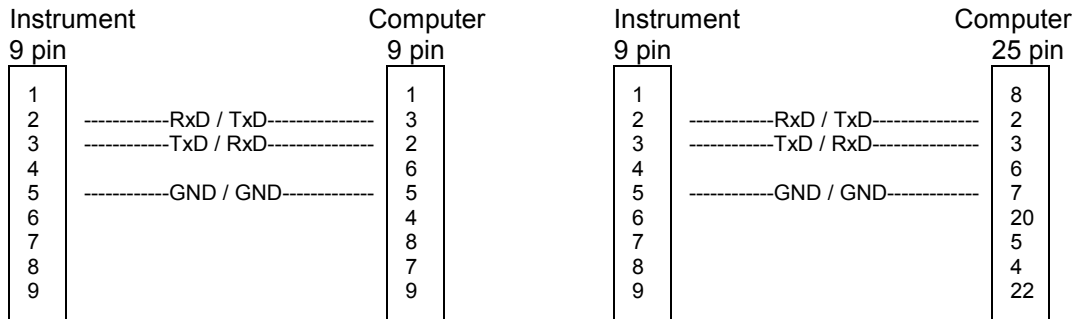 Instrument Computer Instrument Computer
9 pin 9 pin 9 pin 25 pin
1 1 1 8
2 ------------RxD / TxD--------------- 3 2 ------------RxD / TxD--------------- 2
3 ------------TxD / RxD--------------- 2 3 ------------TxD / RxD--------------- 3
4 6 4 6
5 ------------GND / GND------------- 5 5 ------------GND / GND------------- 7
6 4 6 20
7 8 7 5
8 7 8 4
9 9 9 22